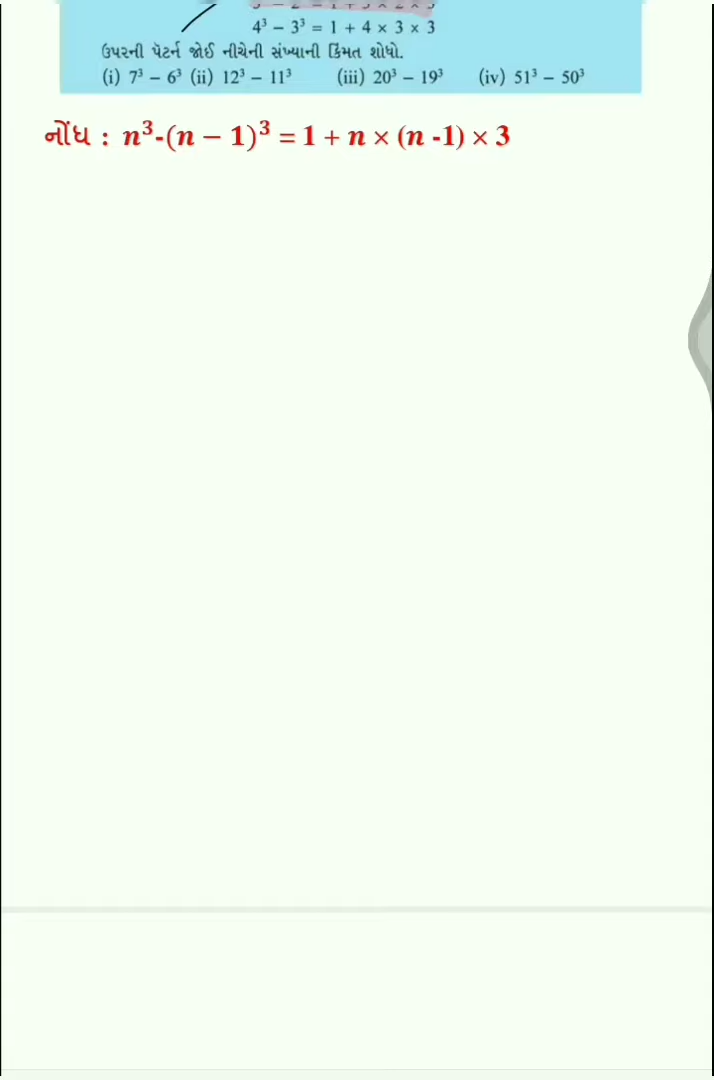 4³ – 3³ = 1 + 4 × 3 × 3
ઉપરની પૅટર્ન જોઈ નીચેની સંખ્યાની કિંમત શોધો.
(i) 7³ – 6³ (ii) 12³ – 11³ (iii) 20³ – 19³ (iv) 51³ – 50³
નોંધ : n³-(n – 1)³ = 1 + n × (n -1) × 3